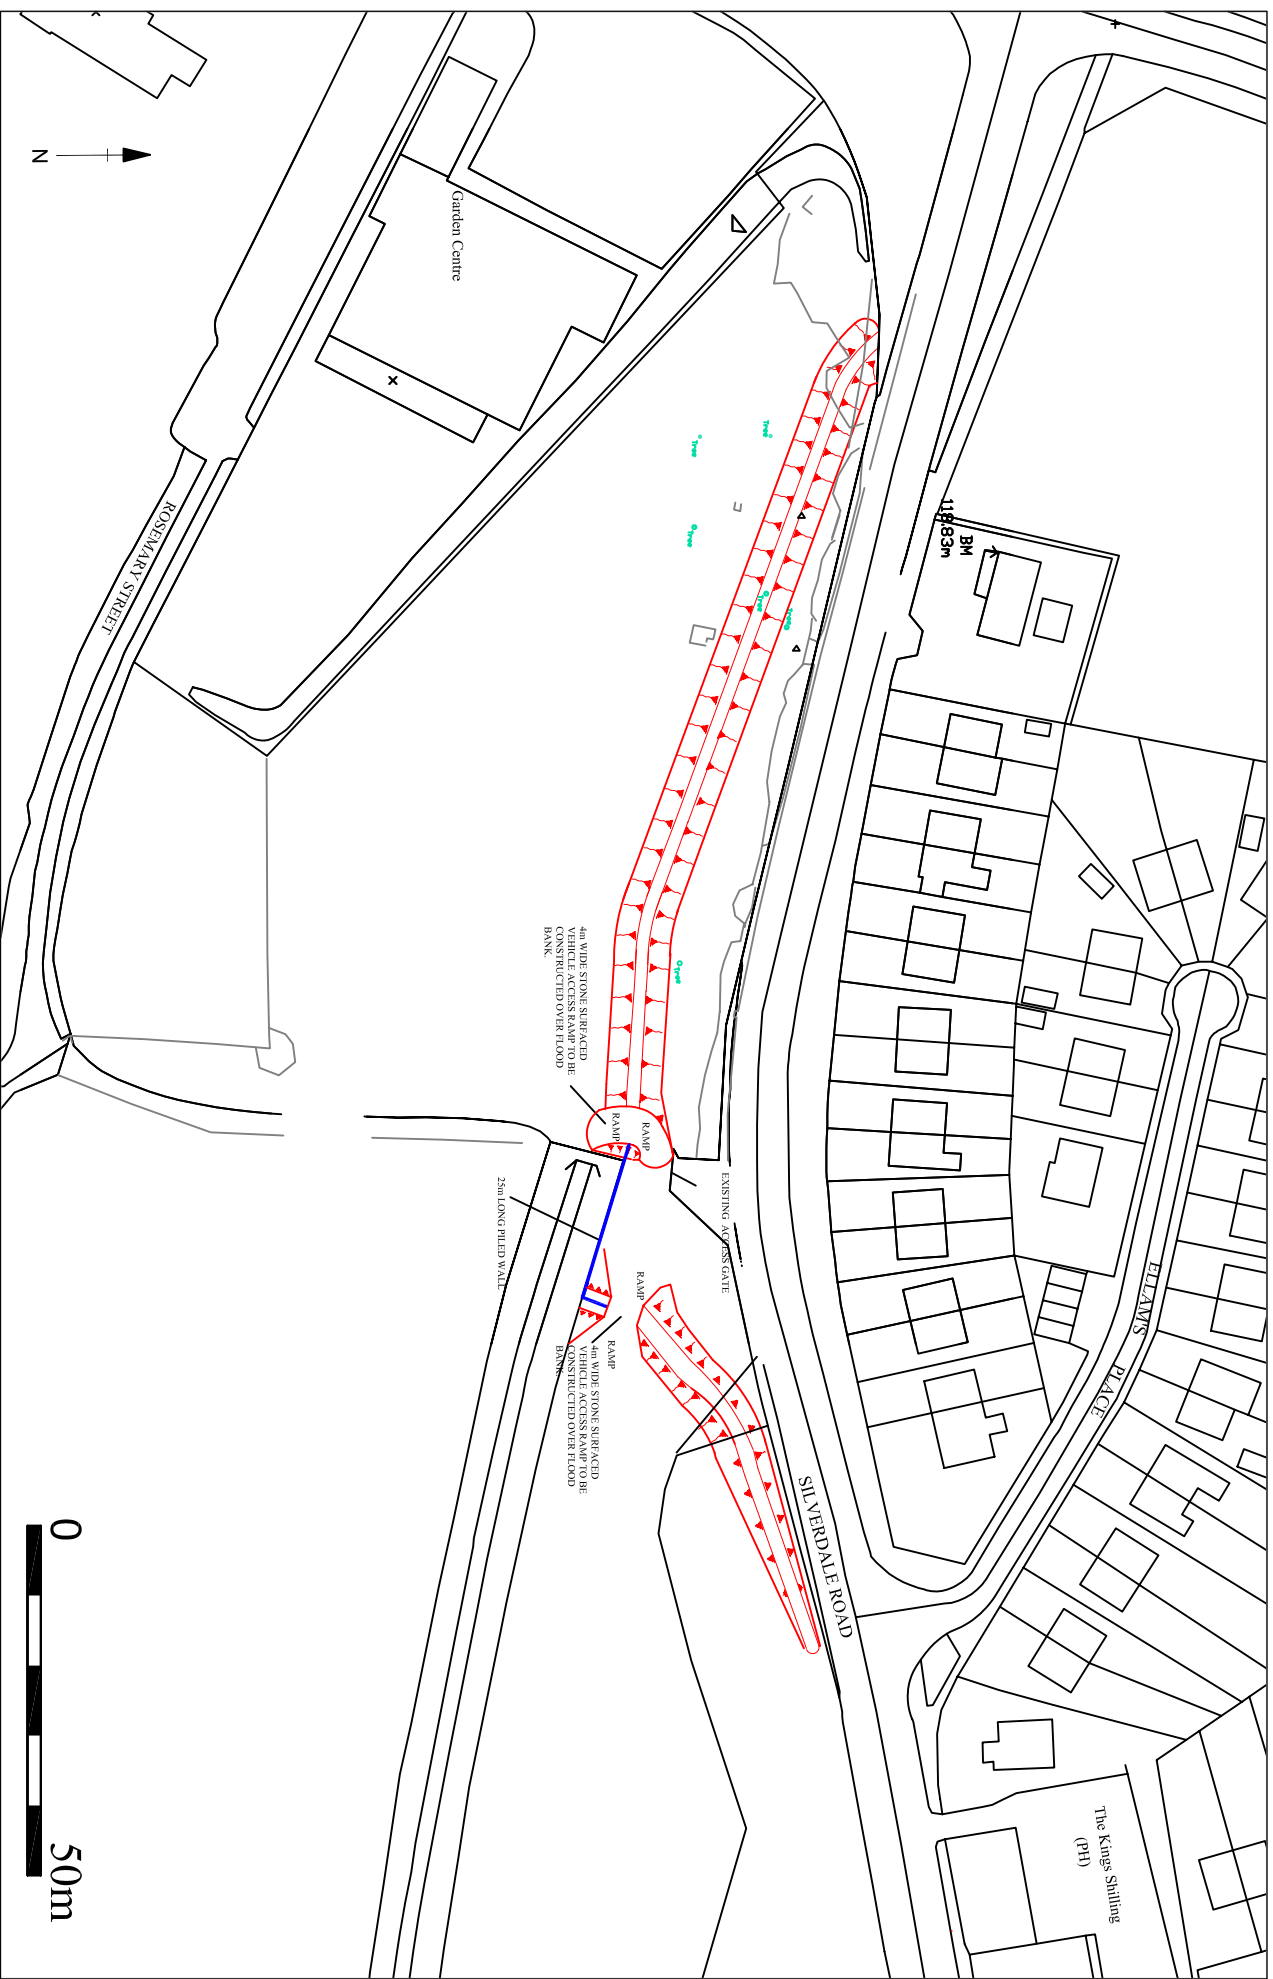 N
Garden Centre
ROSEMARY STREET
BM
118.83m
Tree
Tree
Tree
Tree
Tree
Tree
4m WIDE STONE SURFACED
VEHICLE ACCESS RAMP TO BE
CONSTRUCTED OVER FLOOD
BANK.
RAMP
RAMP
25m LONG PILED WALL
EXISTING ACCESS GATE
RAMP
RAMP
4m WIDE STONE SURFACED
VEHICLE ACCESS RAMP TO BE
CONSTRUCTED OVER FLOOD
BANK.
ELLAMS PLACE
SILVERDALE ROAD
The Kings Shilling
(PH)
0 50m